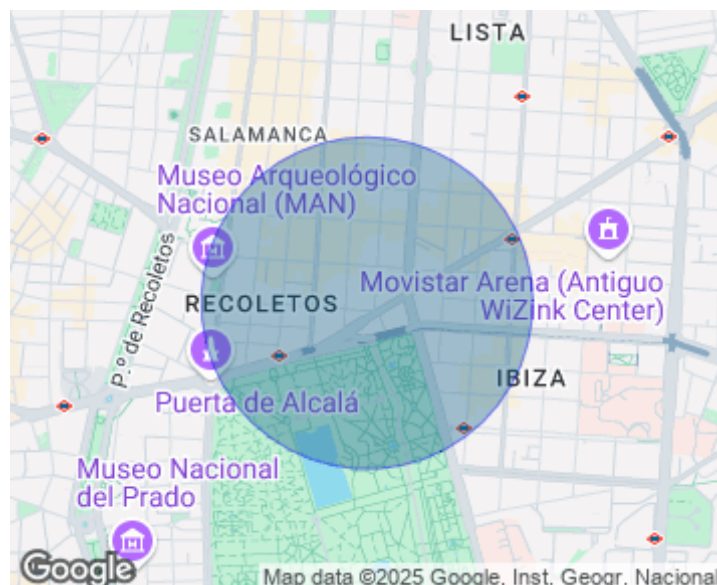 LISTA
SALAMANCA
Museo Arqueológico
Nacional (MAN)
P.º de Recoletos
RECOLETOS
Movistar Arena (Antiguo
WiZink Center)
IBIZA
Puerta de Alcalá
Museo Nacional
del Prado
Google
Map data ©2025 Google, Inst. Geogr. Nacional